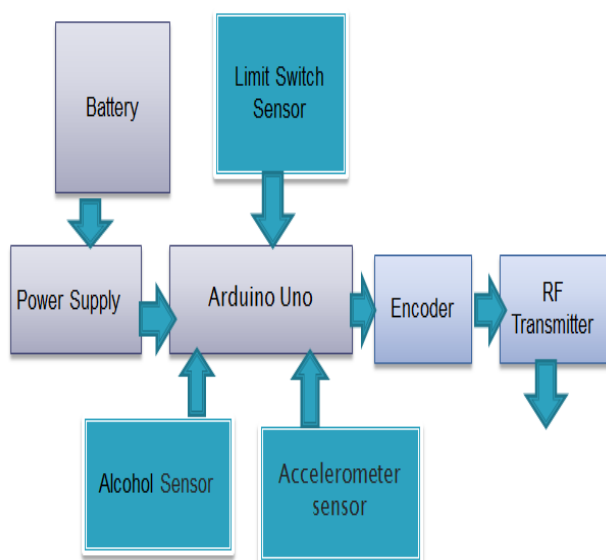 Limit Switch
Sensor
Battery
Power Supply
Arduino Uno
Encoder
RF
Transmitter
Alcohol Sensor
Accelerometer
sensor